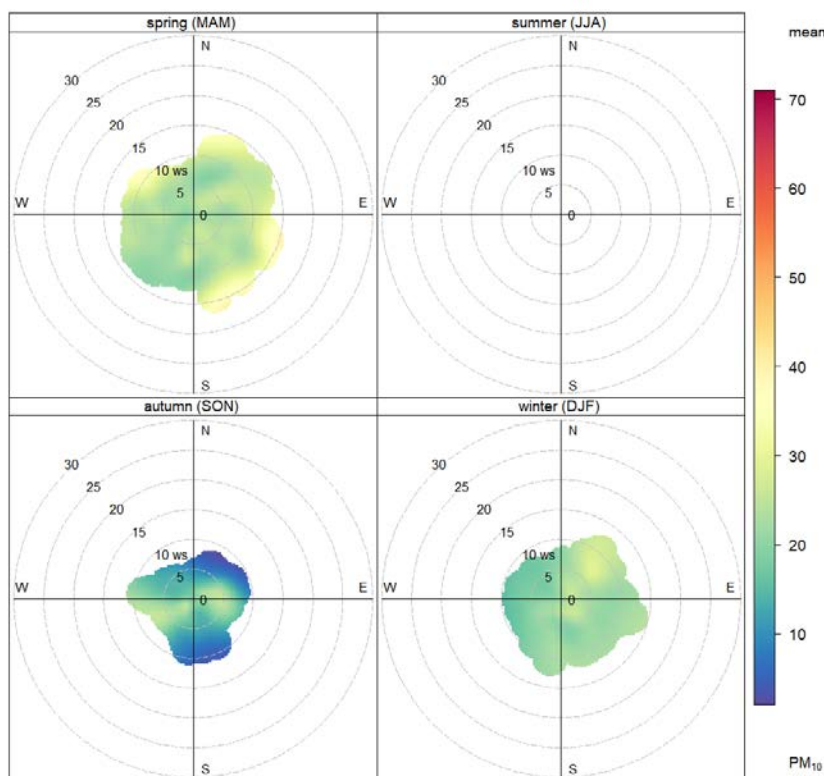 spring (MAM)
N
30
25
20
15
10 ws
5
W
0
E
S
summer (JJA)
N
30
25
20
15
10 ws
5
W
0
E
S
autumn (SON)
N
30
25
20
15
10 ws
5
W
0
E
S
winter (DJF)
N
30
25
20
15
10 ws
5
W
0
E
S
mean
70
60
50
40
30
20
10
PM₁₀